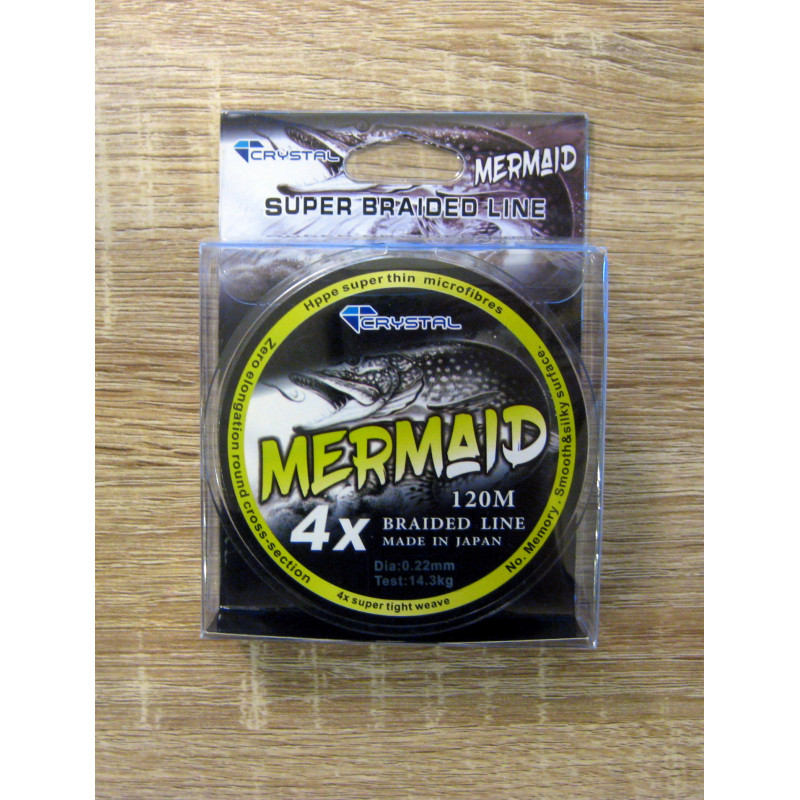 CRYSTAL
MERMAID
SUPER BRAIDED LINE
Hppe super thin microfibres
CRYSTAL
Zero elongation round cross-section
No. Memory. Smooth&silky surface.
MERMAID
120M
4x
BRAIDED LINE
MADE IN JAPAN
Dia:0.22mm
Test:14.3kg
4x super tight weave